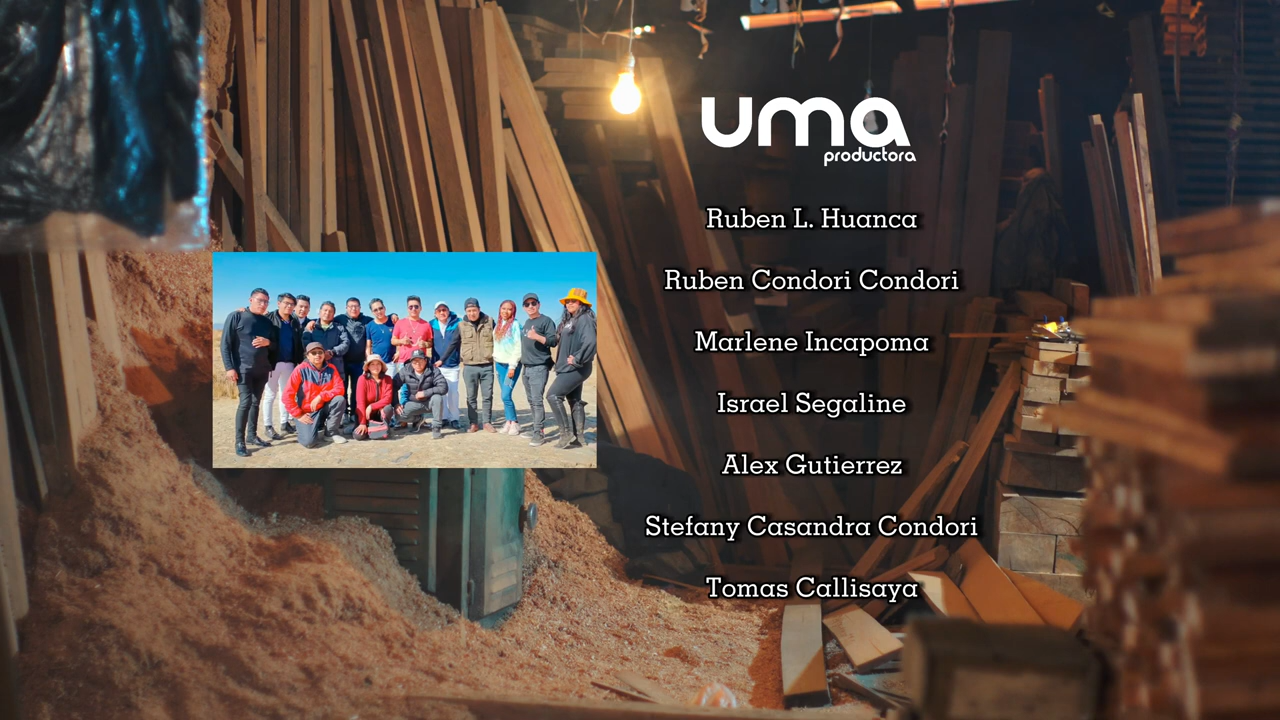 uma
productora
Ruben L. Huanca
Ruben Condori Condori
Marlene Incapoma
Israel Segaline
Alex Gutierrez
Stefany Casandra Condori
Tomas Callisaya